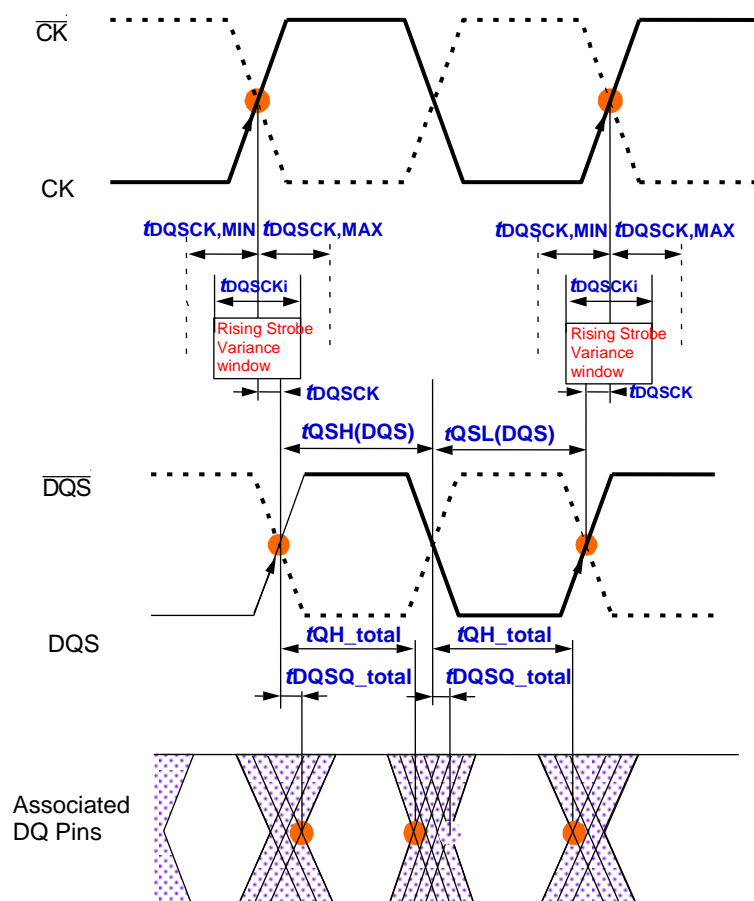 CK
CK
tDQSCK,MIN tDQSCK,MAX tDQSCK,MIN tDQSCK,MAX
tDQSCKi tDQSCKi
Rising Strobe
Variance
window
Rising Strobe
Variance
window
tDQSCK tDQSCK
tQSH(DQS) tQSL(DQS)
DQS
DQS
tQH_total tQH_total
tDQSQ_total tDQSQ_total
Associated
DQ Pins